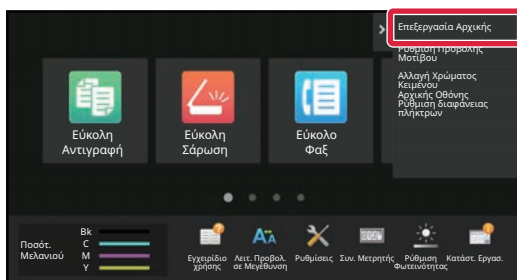 Επεξεργασία Αρχικής
Ρύθμιση Προβολής
Μοτίβου
Αλλαγή Χρώματος
Κειμένου
Αρχικής Οθόνης
Ρύθμιση διαφάνειας
πλήκτρων
Εύκολη
Αντιγραφή
Εύκολη
Σάρωση
Εύκολο
Φαξ
Ποσότ.
Μελανιού
Bk
C
M
Y
Εγχειρίδιο
χρήσης
Λειτ. Προβολ.
σε Μεγέθυνση
Ρυθμίσεις
Συν. Μετρητής
Ρύθμιση
Φωτεινότητας
Κατάστ. Εργασ.